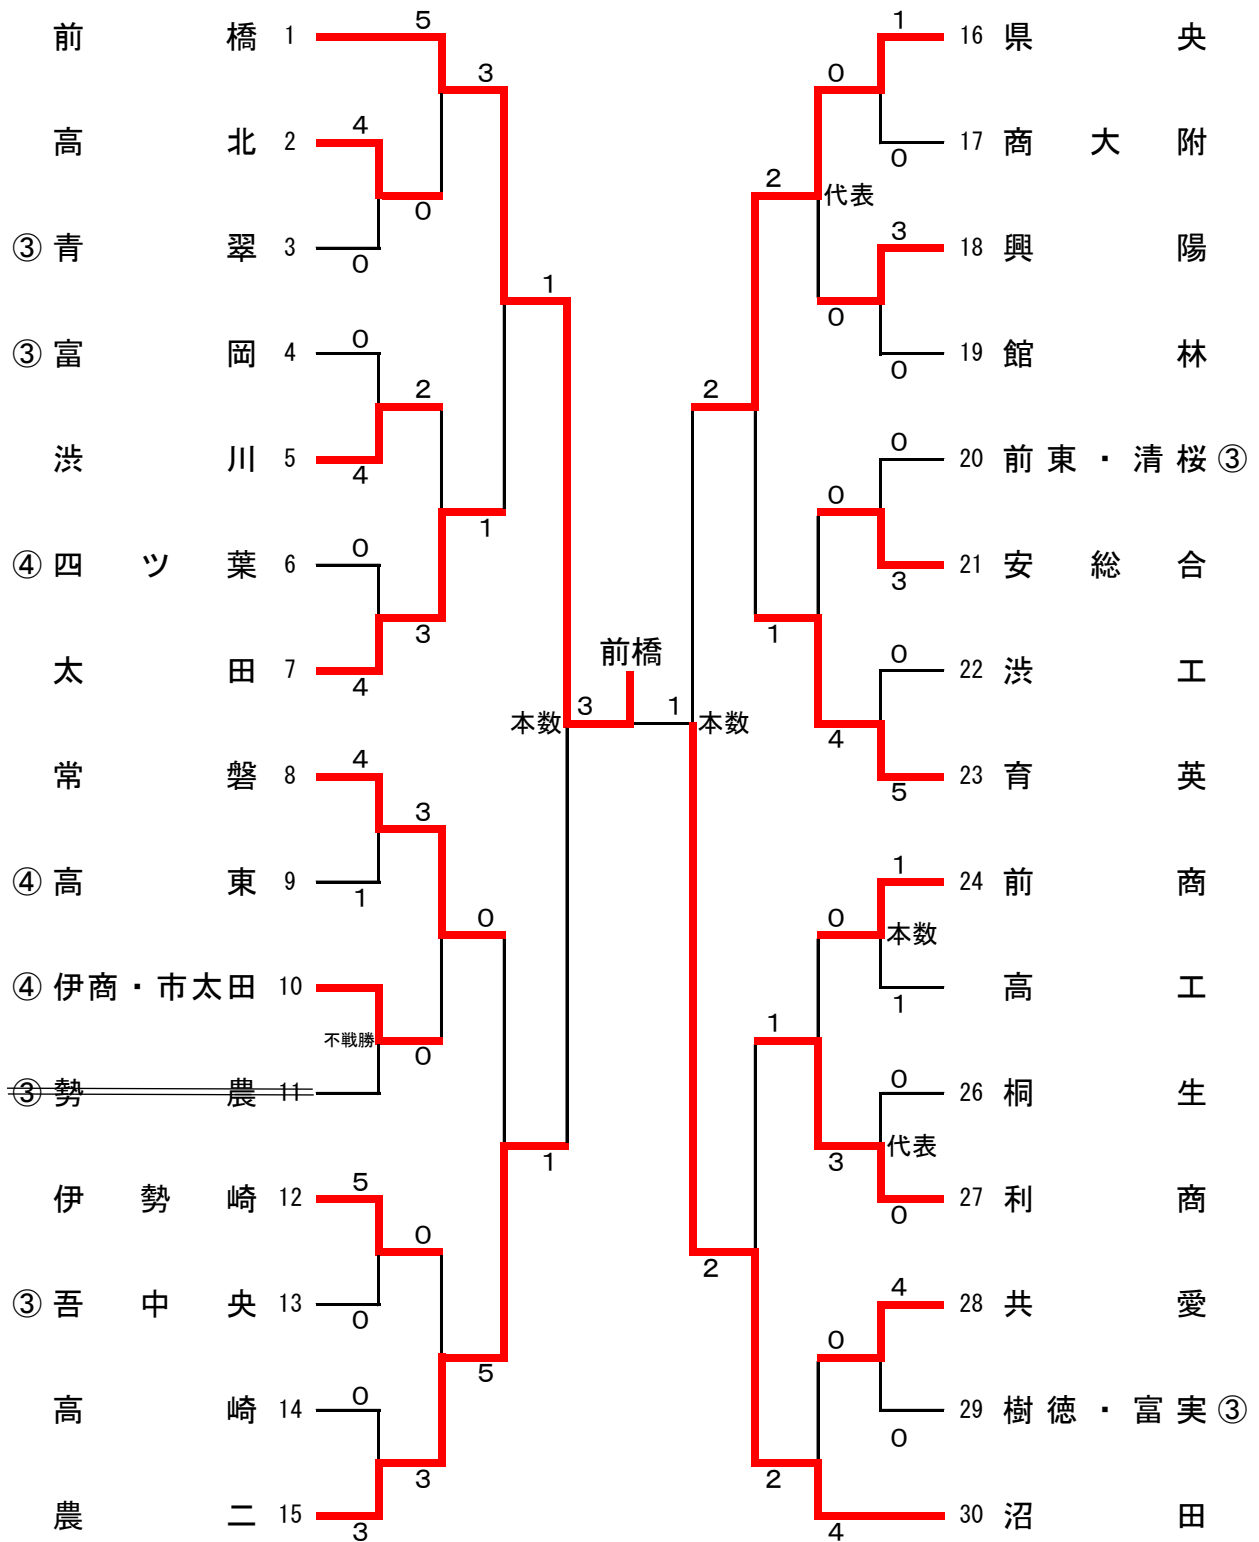 5
1
前橋 1
16 県央
3
0
4
高北 2
17 商大附
0
2
代表
0
3
③ 青翠 3
18 興陽
0
1
0
0
③ 富岡 4
19 館林
0
2
2
0
渋川 5
20 前東・清桜 ③
4
0
1
0
④ 四ツ葉 6
21 安総合
3
3
1
前橋
0
太田 7
22 渋工
4
3
1
本数
本数
4
4
常磐 8
23 育英
5
3
1
④ 高東 9
24 前商
1
0
0
本数
④ 伊商・市太田 10
高工
1
1
不戦勝
0
0
③ 勢農 11
26 桐生
代表
1
3
5
伊勢崎 12
27 利商
0
0
2
4
③ 吾中央 13
28 共愛
0
0
5
0
高崎 14
29 樹徳・富実 ③
0
3
2
農二 15
30 沼田
3
4